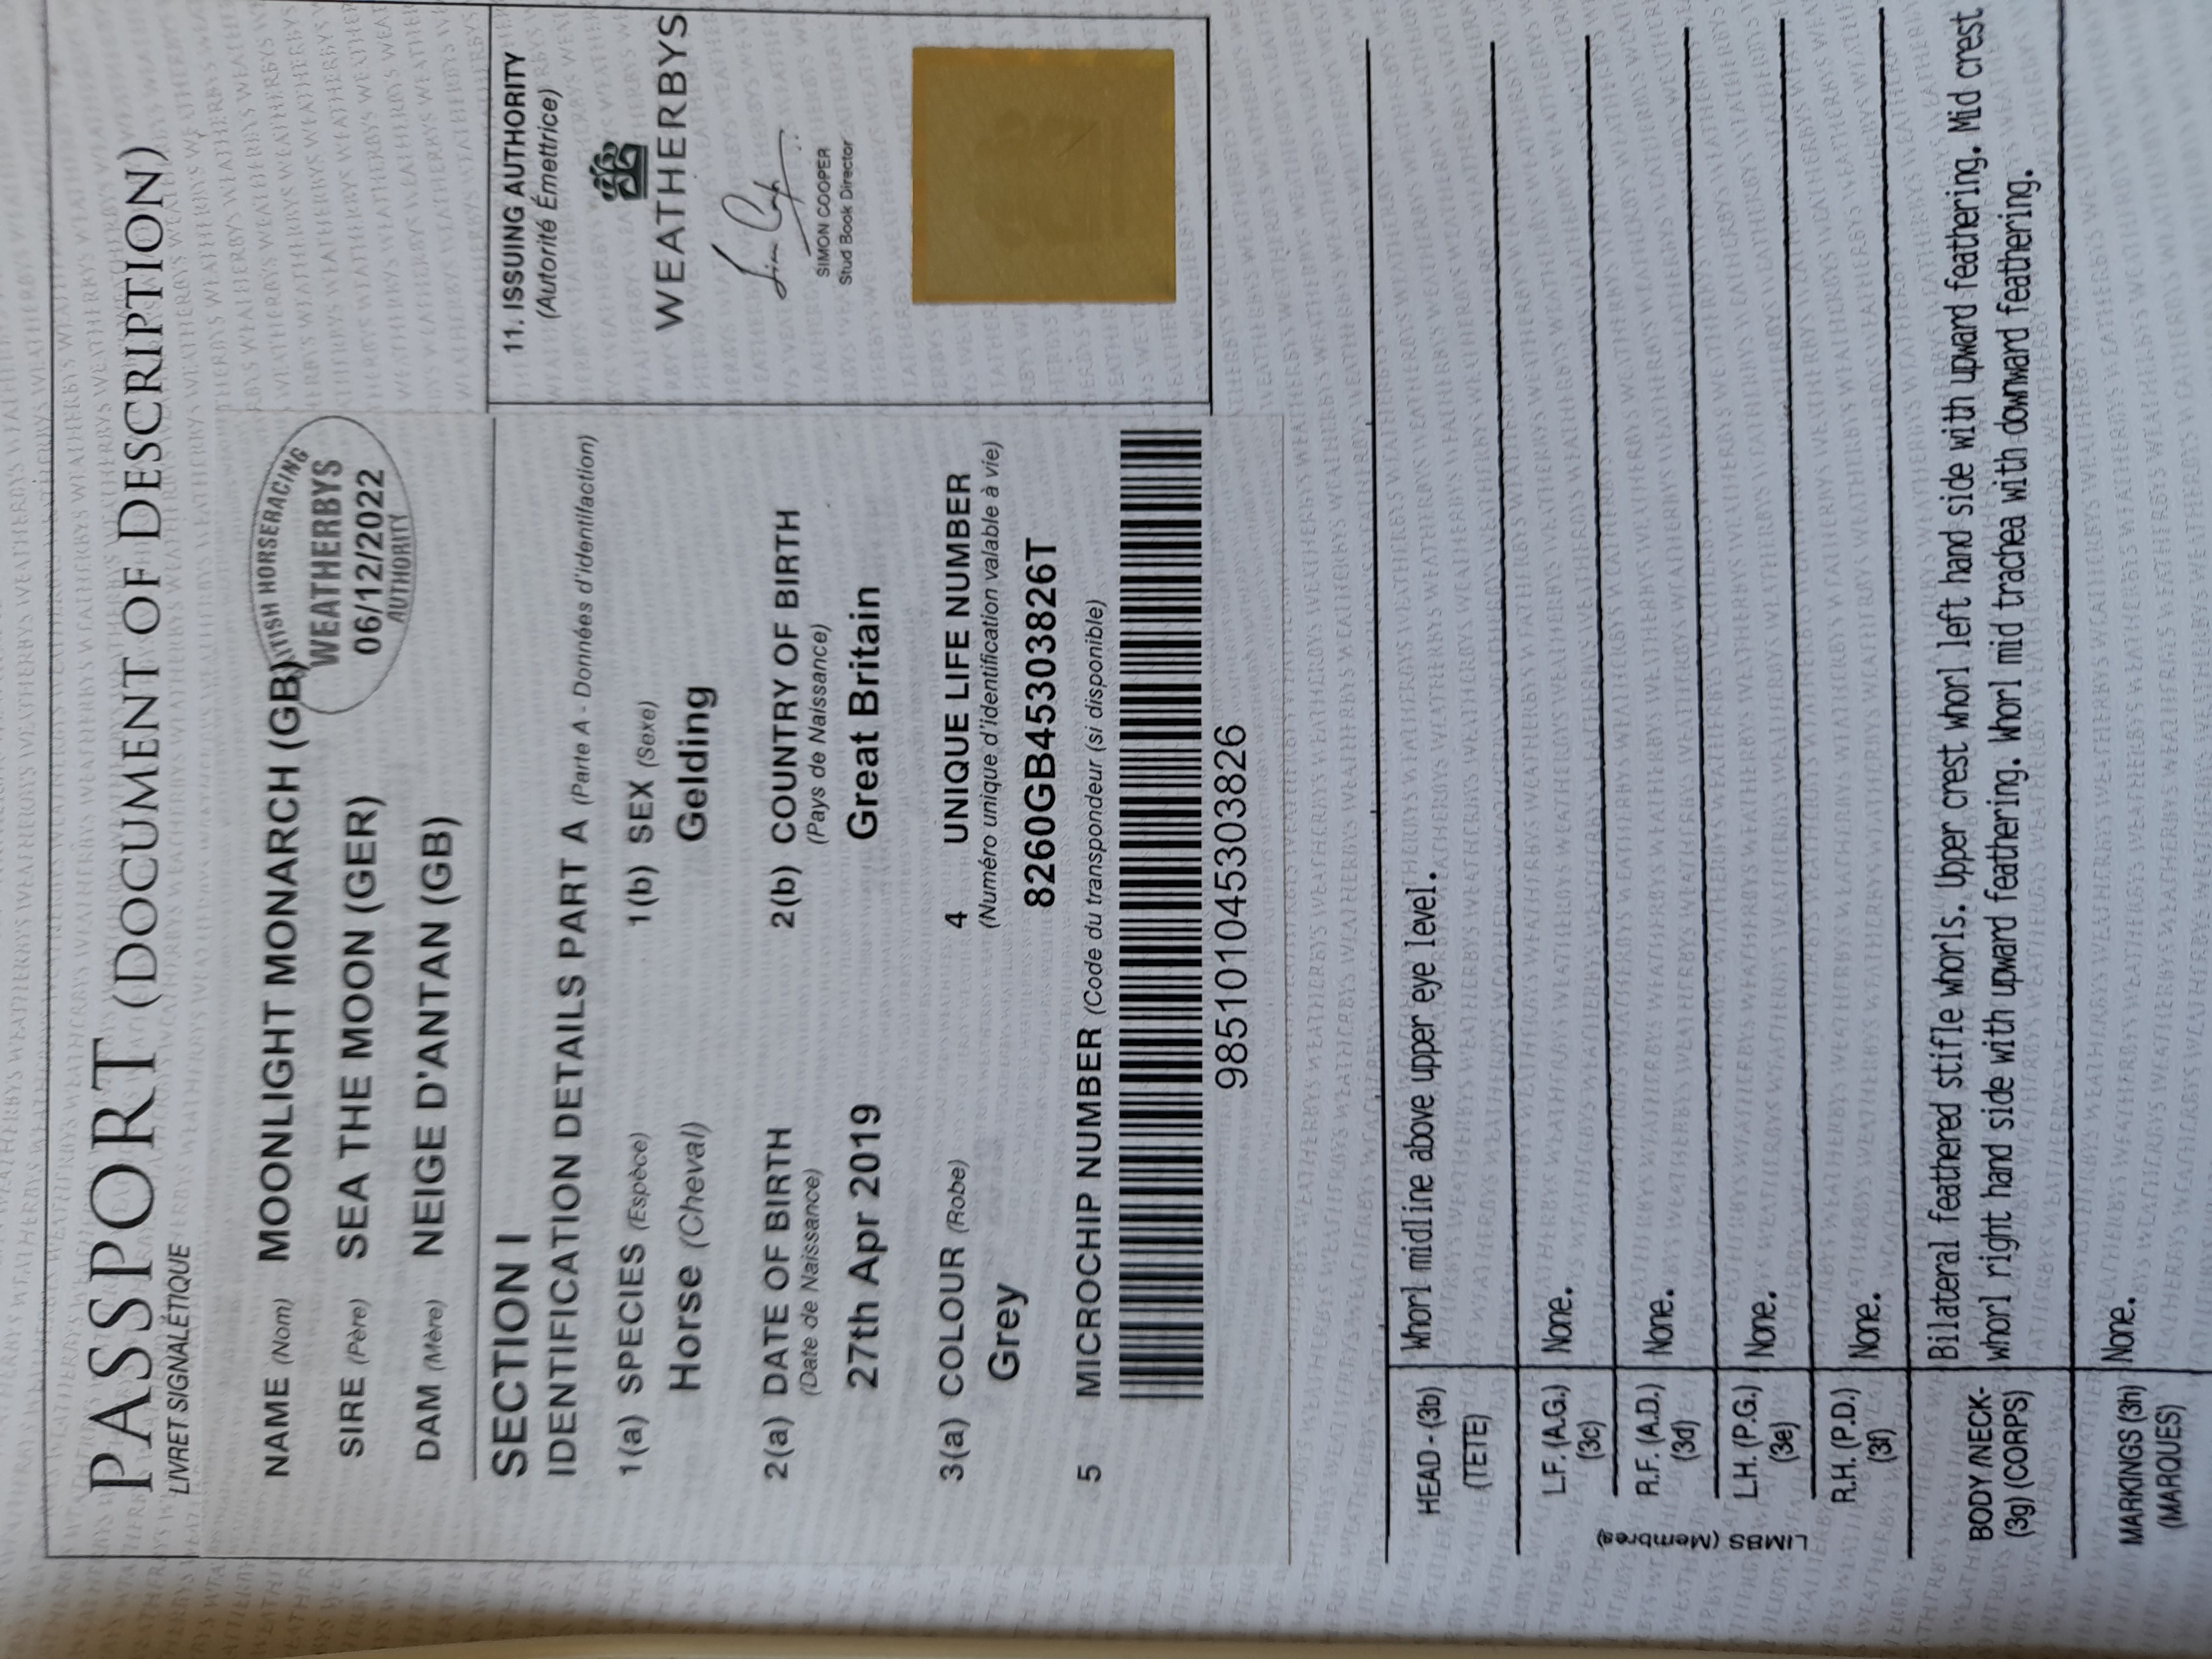 PASSPORT (DOCUMENT OF DESCRIPTION)
LIVRET SIGNALÉTIQUE
NAME (Nom) MOONLIGHT MONARCH (GB)
SIRE (Père) SEA THE MOON (GER)
DAM (Mère) NEIGE D'ANTAN (GB)
HORSERACING
WEATHERBYS
06/12/2022
AUTHORITY
SECTION I
IDENTIFICATION DETAILS PART A (Parte A - Données d'identifaction)
1(a) SPECIES (Espèce)
Horse (Cheval)
1(b) SEX (Sexe)
Gelding
2(a) DATE OF BIRTH
(Date de Naissance)
27th Apr 2019
2(b) COUNTRY OF BIRTH
(Pays de Naissance)
Great Britain
3(a) COLOUR (Robe)
Grey
4 UNIQUE LIFE NUMBER
(Numéro unique d'identification valable à vie)
8260GB45303826T
5 MICROCHIP NUMBER (Code du transpondeur (si disponible)
985101045303826
11. ISSUING AUTHORITY
(Autorité Émettrice)
WEATHERBYS
SIMON COOPER
Stud Book Director
HEAD - (3b)
(TETE)
Whorl midline above upper eye level.
LIMBS (Membres)
L.F. (A.G.)
(3c)
None.
R.F. (A.D.)
(3d)
None.
L.H. (P.G.)
(3e)
None.
R.H. (P.D.)
(3f)
None.
BODY/NECK-
(3g) (CORPS)
Bilateral feathered stifle whorls. Upper crest whorl left hand side with upward feathering. Mid crest
whorl right hand side with upward feathering. Whorl mid trachea with downward feathering.
MARKINGS (3h)
(MARQUES)
None.